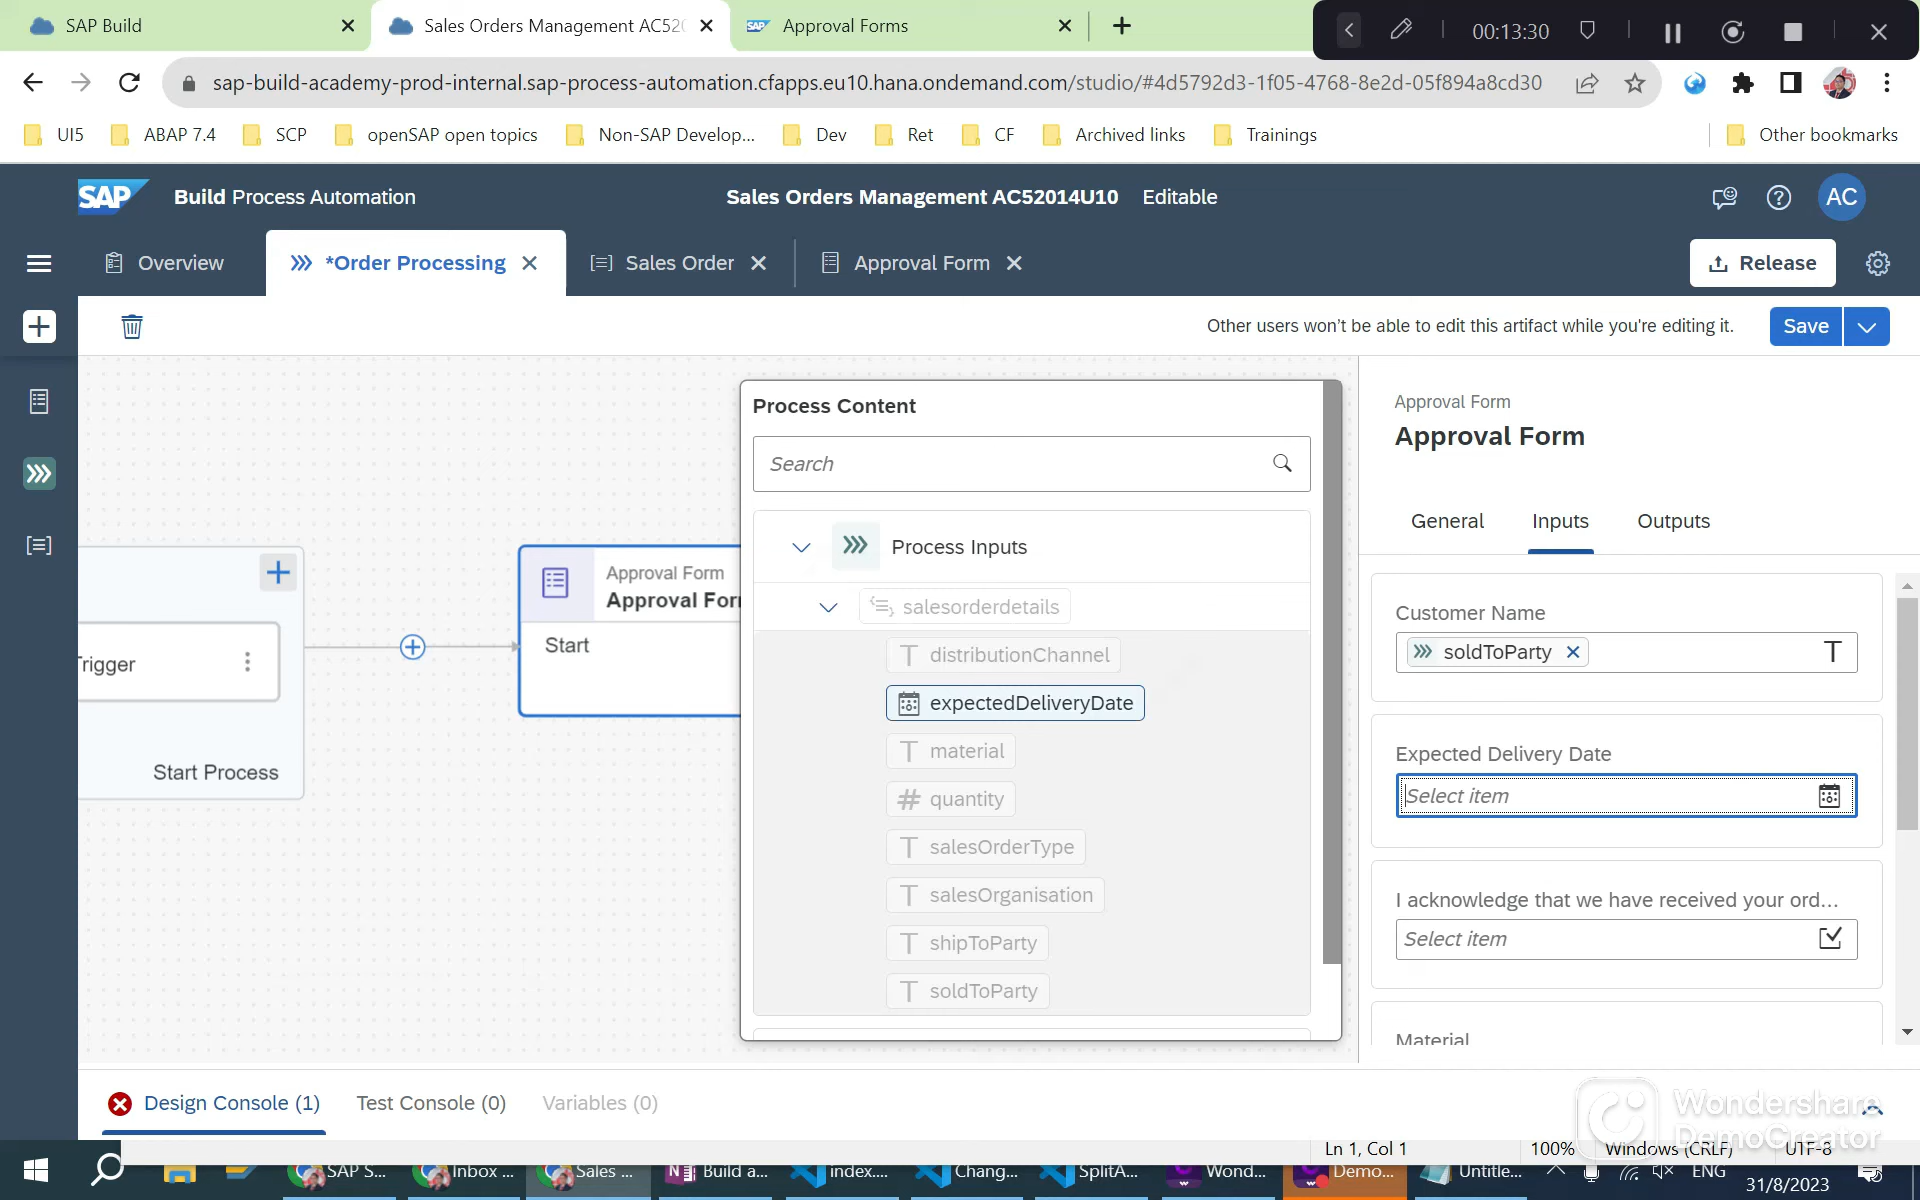 SAP Build
Sales Orders Management AC520
SAP
Approval Forms
00:13:30
sap-build-academy-prod-internal.sap-process-automation.cfapps.eu10.hana.ondemand.com/studio/#4d5792d3-1f05-4768-8e2d-05f894a8cd30
UI5
ABAP 7.4
SCP
openSAP open topics
Non-SAP Develop...
Dev
Ret
CF
Archived links
Trainings
Other bookmarks
SAP
Build Process Automation
Sales Orders Management AC52014U10 Editable
AC
Overview
*Order Processing
Sales Order
Approval Form
Release
Other users won't be able to edit this artifact while you're editing it.
Save
Trigger
Start Process
Approval Form
Approval Form
Start
Process Content
Search
Process Inputs
salesorderdetails
distributionChannel
expectedDeliveryDate
material
quantity
salesOrderType
salesOrganisation
shipToParty
soldToParty
Approval Form
Approval Form
General
Inputs
Outputs
Customer Name
soldToParty
Expected Delivery Date
Select item
I acknowledge that we have received your ord...
Select item
Material
Design Console (1)
Test Console (0)
Variables (0)
Wondershare
DemoCreator
Ln 1, Col 1
100%
Windows (CRLF)
UTF-8
SAP S...
Inbox ...
Sales ...
Build a...
index....
Chang...
SplitA...
Wond...
Demo...
Untitle...
ENG
31/8/2023